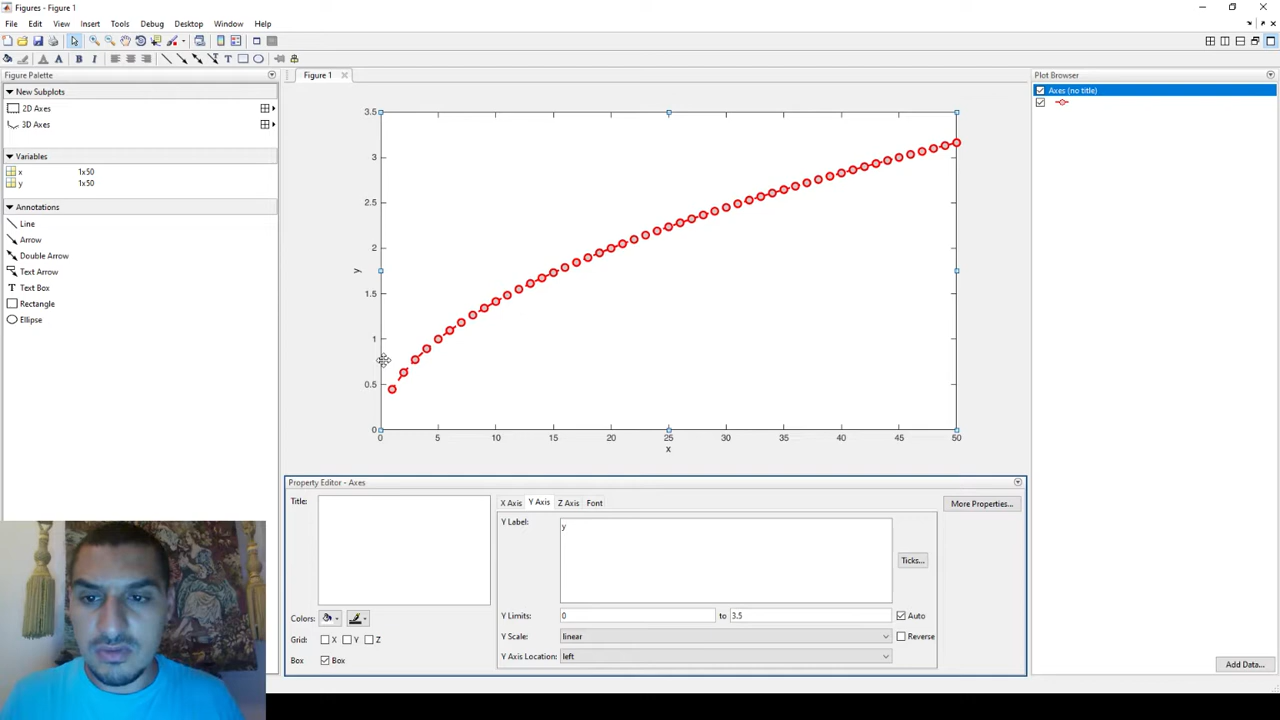 Figures - Figure 1
File Edit View Insert Tools Debug Desktop Window Help
Figure Palette
New Subplots
2D Axes
3D Axes
Variables
x 1x50
y 1x50
Annotations
Line
Arrow
Double Arrow
Text Arrow
T Text Box
Rectangle
Ellipse
Figure 1
3.5
3
2.5
2
1.5
1
0.5
0
y
0 5 10 15 20 25 30 35 40 45 50
x
Plot Browser
Axes (no title)
Property Editor - Axes
Title:
Colors:
Grid: X Y Z
Box: Box
X Axis Y Axis Z Axis Font
Y Label: y
Ticks...
Y Limits: 0 to 3.5 Auto
Y Scale: linear Reverse
Y Axis Location: left
More Properties...
Add Data...